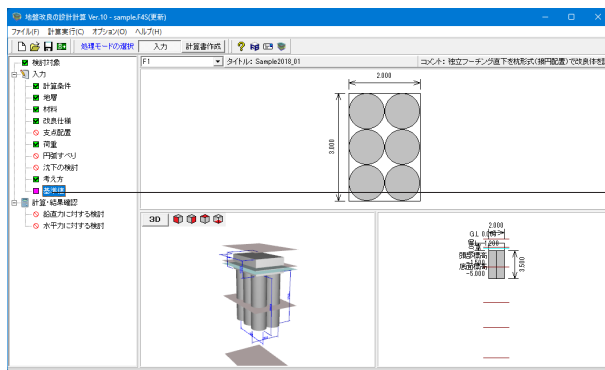 地盤改良の設計計算 Ver.10 - sample.F4S(更新)
ファイル(F) 計算実行(C) オプション(O) ヘルプ(H)
処理モードの選択 入力 計算書作成
検討対象
入力
計算条件
地層
材料
改良仕様
支点配置
荷重
円弧すべり
沈下の検討
考え方
基準値
計算・結果確認
鉛直力に対する検討
水平力に対する検討
F1 タイトル: Sample2018_01 コメント: 独立フーチング直下を杭形式(接円配置)で改良体を
2.000
3.000
3D
2.000
G.L 0.000
-5.000
3.500